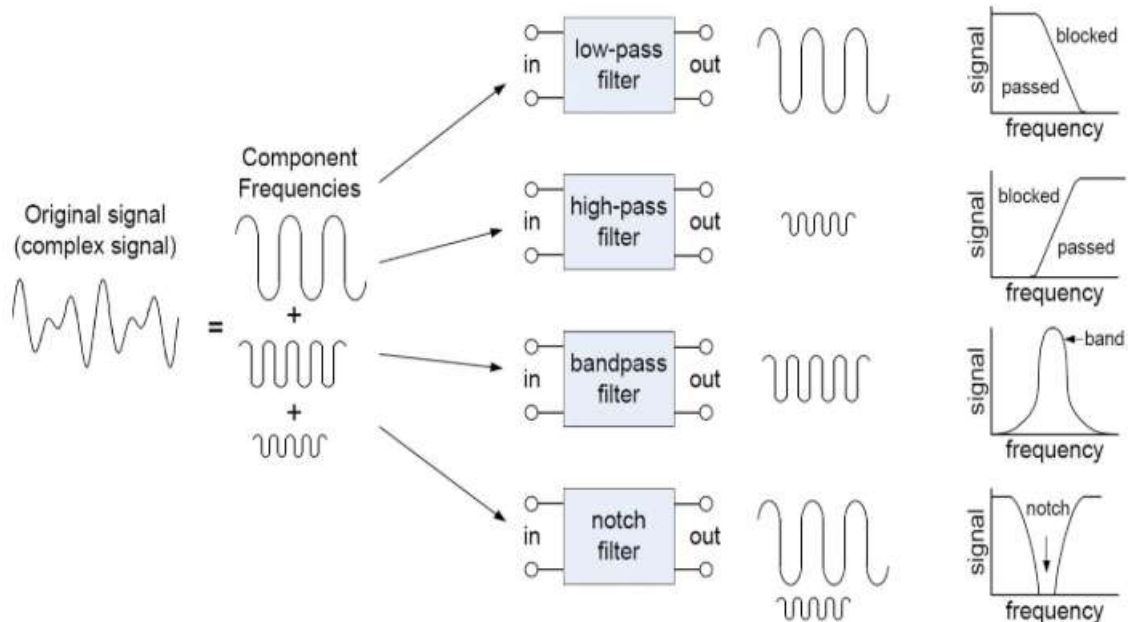 Original signal
(complex signal)
=
Component
Frequencies
+
+
in
low-pass
filter
out
signal
blocked
passed
frequency
in
high-pass
filter
out
signal
blocked
passed
frequency
in
bandpass
filter
out
signal
band
frequency
in
notch
filter
out
signal
notch
frequency